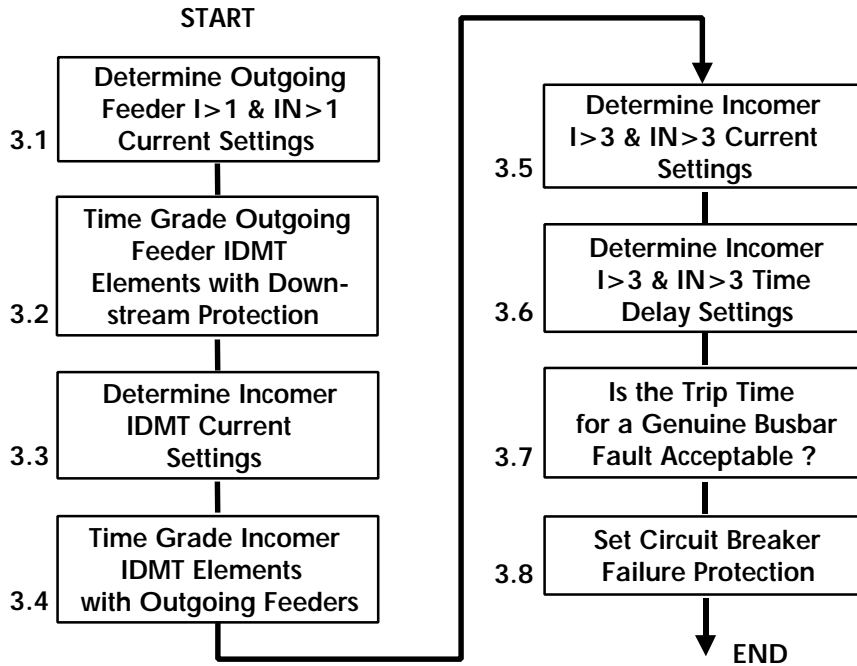 START
3.1
Determine Outgoing
Feeder I>1 & IN>1
Current Settings
3.2
Time Grade Outgoing
Feeder IDMT
Elements with Down-
stream Protection
3.3
Determine Incomer
IDMT Current
Settings
3.4
Time Grade Incomer
IDMT Elements
with Outgoing Feeders
3.5
Determine Incomer
I>3 & IN>3 Current
Settings
3.6
Determine Incomer
I>3 & IN>3 Time
Delay Settings
3.7
Is the Trip Time
for a Genuine Busbar
Fault Acceptable ?
3.8
Set Circuit Breaker
Failure Protection
END